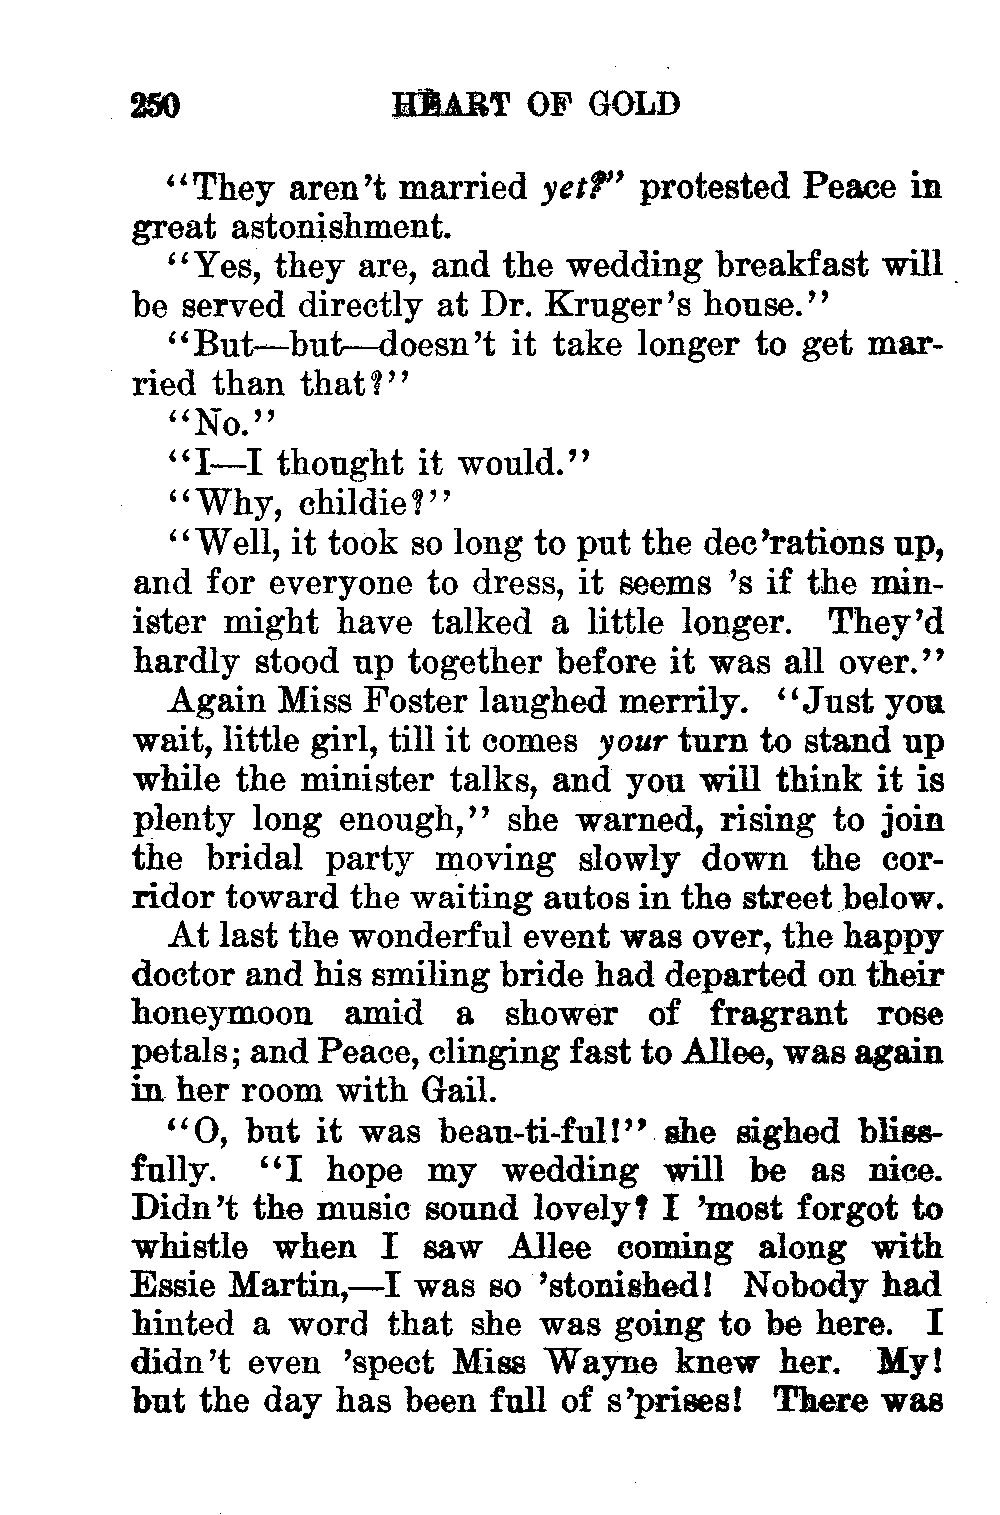 250 HEART OF GOLD
"They aren't married yet?" protested Peace in
great astonishment.
"Yes, they are, and the wedding breakfast will
be served directly at Dr. Kruger's house."
"But—but—doesn't it take longer to get mar-
ried than that?"
"No."
"I—I thought it would."
"Why, childie?"
"Well, it took so long to put the dec'rations up,
and for everyone to dress, it seems 's if the min-
ister might have talked a little longer. They'd
hardly stood up together before it was all over."
Again Miss Foster laughed merrily. "Just you
wait, little girl, till it comes your turn to stand up
while the minister talks, and you will think it is
plenty long enough," she warned, rising to join
the bridal party moving slowly down the cor-
ridor toward the waiting autos in the street below.
At last the wonderful event was over, the happy
doctor and his smiling bride had departed on their
honeymoon amid a shower of fragrant rose
petals; and Peace, clinging fast to Allee, was again
in her room with Gail.
"O, but it was beau-ti-ful!" she sighed bliss-
fully. "I hope my wedding will be as nice.
Didn't the music sound lovely? I 'most forgot to
whistle when I saw Allee coming along with
Essie Martin,—I was so 'stonished! Nobody had
hinted a word that she was going to be here. I
didn't even 'spect Miss Wayne knew her. My!
but the day has been full of s'prises! There was